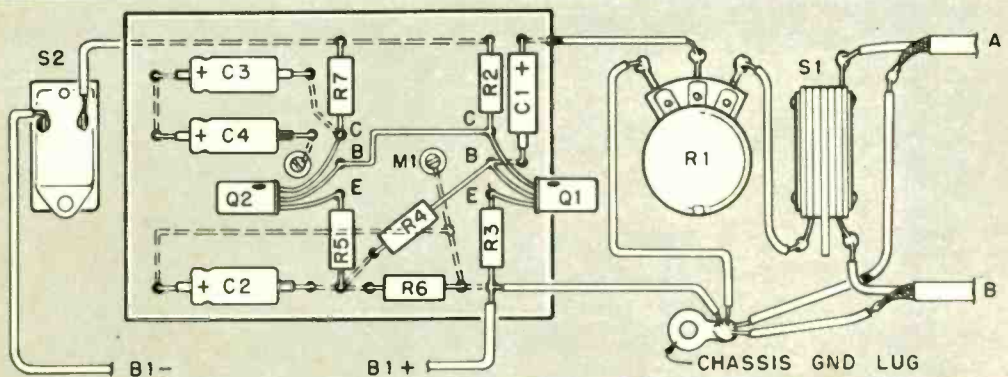 S2
R7
R2
C1 +
S1
A
+ C3
+ C4
C
C
B
M1
B
Q2
E
E
Q1
R1
R5
R4
R3
+ C2
R6
B
B1-
B1+
CHASSIS GND LUG